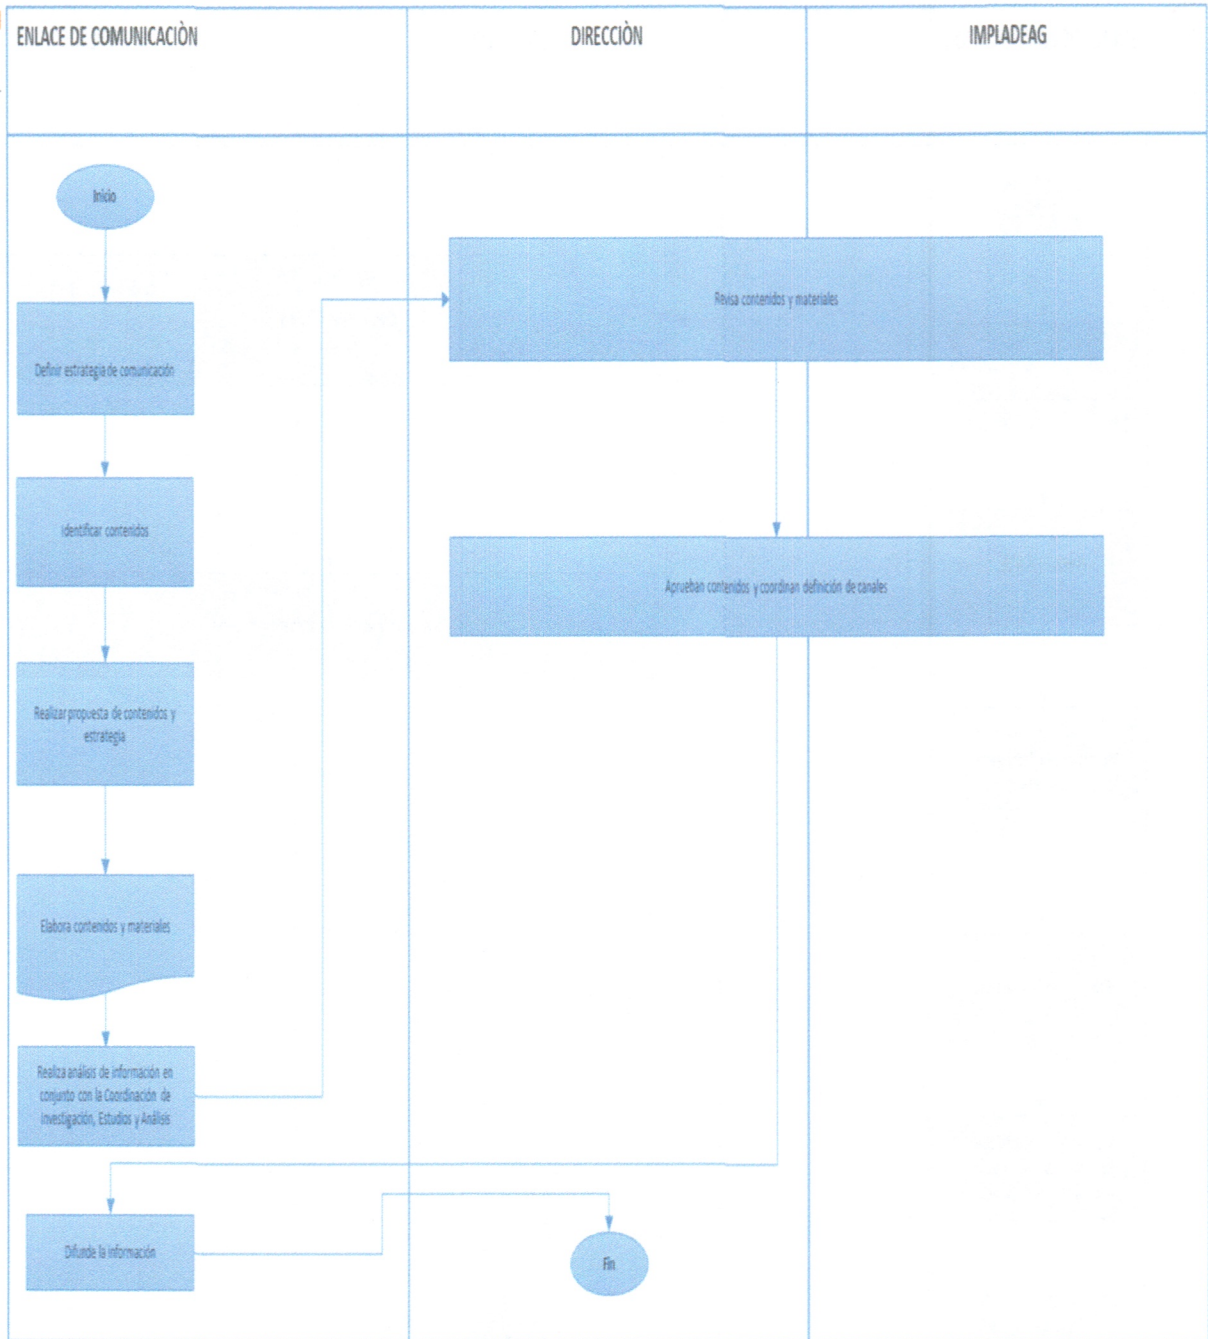 ENLACE DE COMUNICACIÒN
DIRECCIÒN
IMPLADEAG
Inicio
Definir estrategia de comunicación
Identificar contenidos
Realizar propuesta de contenidos y
estrategia
Elabora contenidos y materiales
Realiza análisis de información en
conjunto con la Coordinación de
Investigación, Estudios y Análisis
Revisa contenidos y materiales
Aprueban contenidos y coordinan definición de canales
Difunde la información
Fin